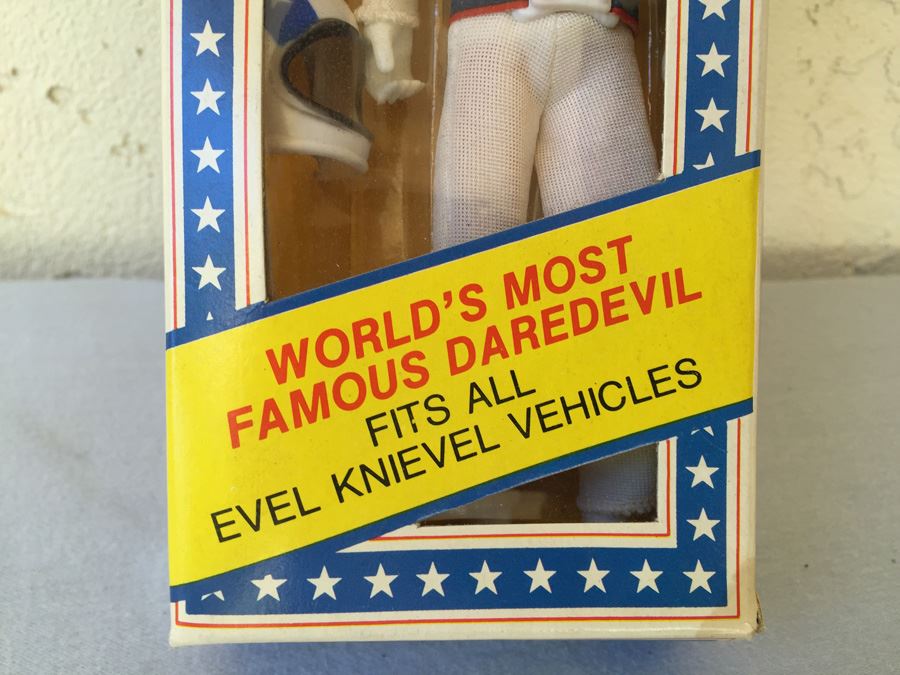 WORLD'S MOST
FAMOUS DAREDEVIL
FITS ALL
EVEL KNIEVEL VEHICLES